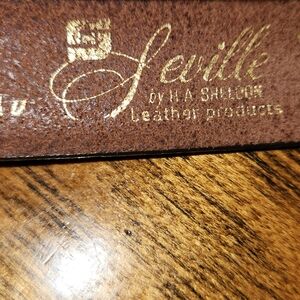 Seville
by H.A. SHELDON
Leather products